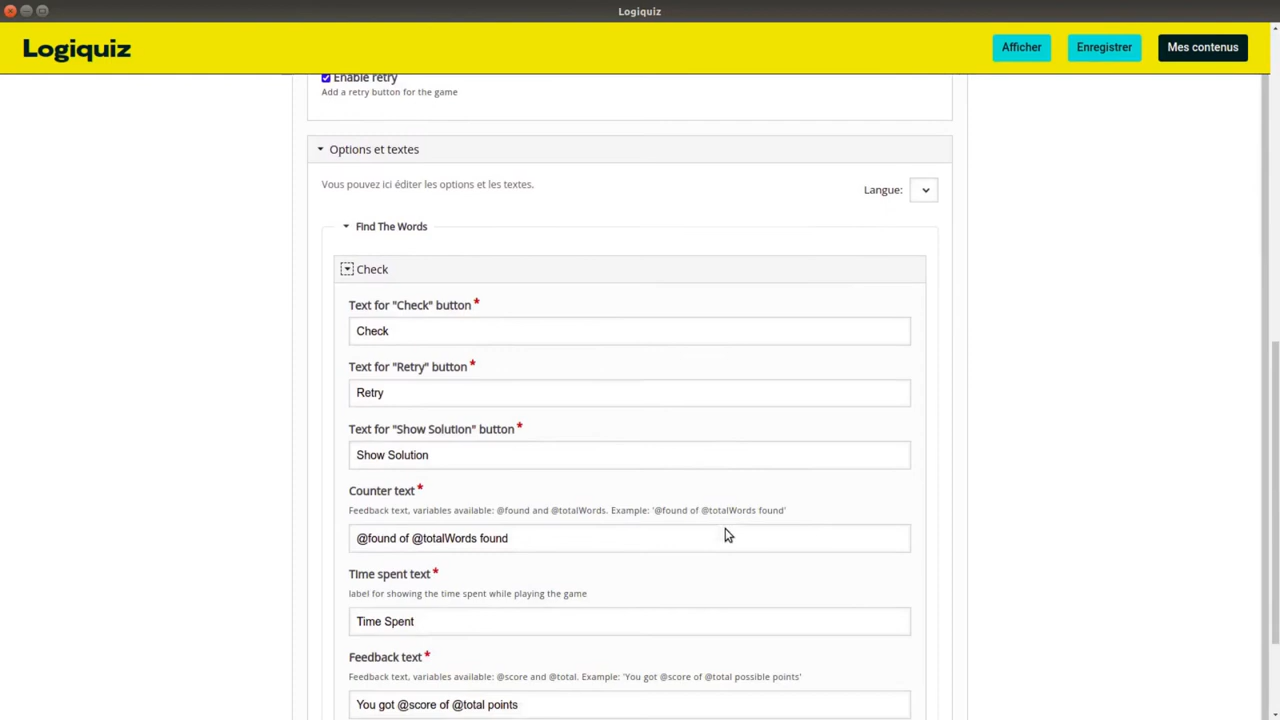 Logiquiz
Logiquiz
Afficher
Enregistrer
Mes contenus
Enable retry
Add a retry button for the game
Options et textes
Vous pouvez ici éditer les options et les textes.
Langue:
Find The Words
Check
Text for "Check" button *
Check
Text for "Retry" button *
Retry
Text for "Show Solution" button *
Show Solution
Counter text *
Feedback text, variables available: @found and @totalWords. Example: '@found of @totalWords found'
@found of @totalWords found
TIme spent text *
label for showing the time spent while playing the game
Time Spent
Feedback text *
Feedback text, variables available: @score and @total. Example: 'You got @score of @total possible points'
You got @score of @total points